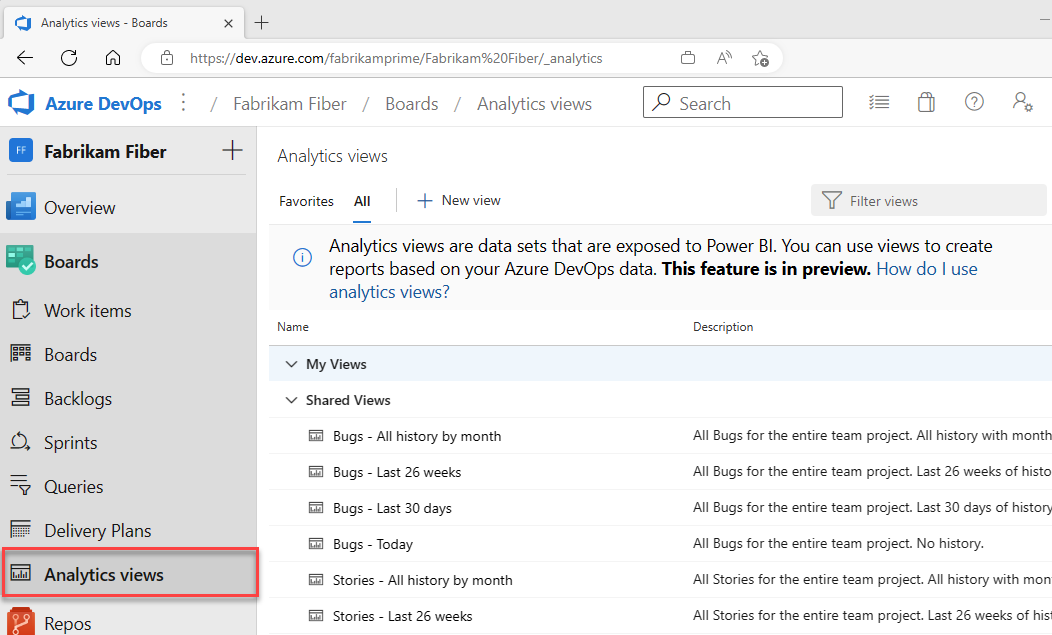 Analytics views - Boards
https://dev.azure.com/fabrikamprime/Fabrikam%20Fiber/_analytics
Azure DevOps / Fabrikam Fiber / Boards / Analytics views Search
FF Fabrikam Fiber
Overview
Boards
Work items
Boards
Backlogs
Sprints
Queries
Delivery Plans
Analytics views
Repos
Analytics views
Favorites All New view Filter views
Analytics views are data sets that are exposed to Power BI. You can use views to create
reports based on your Azure DevOps data. This feature is in preview. How do I use
analytics views?
Name Description
My Views
Shared Views
Bugs - All history by month All Bugs for the entire team project. All history with month
Bugs - Last 26 weeks All Bugs for the entire team project. Last 26 weeks of histo
Bugs - Last 30 days All Bugs for the entire team project. Last 30 days of history
Bugs - Today All Bugs for the entire team project. No history.
Stories - All history by month All Stories for the entire team project. All history with mon
Stories - Last 26 weeks All Stories for the entire team project. Last 26 weeks of hist